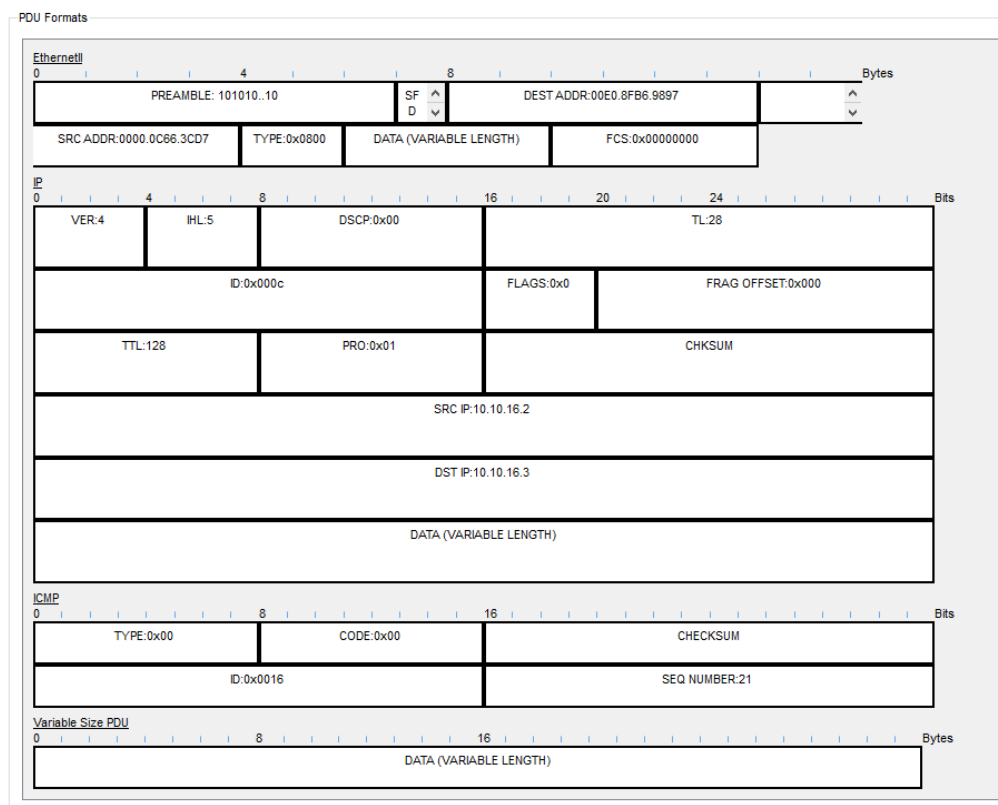 PDU Formats
EthernetII
0 4 8 Bytes
PREAMBLE: 101010..10 SF D DEST ADDR:00E0.8FB6.9897
SRC ADDR:0000.0C66.3CD7 TYPE:0x0800 DATA (VARIABLE LENGTH) FCS:0x00000000
IP
0 4 8 16 20 24 Bits
VER:4 IHL:5 DSCP:0x00 TL:28
ID:0x000c FLAGS:0x0 FRAG OFFSET:0x000
TTL:128 PRO:0x01 CHKSUM
SRC IP:10.10.16.2
DST IP:10.10.16.3
DATA (VARIABLE LENGTH)
ICMP
0 8 16 Bits
TYPE:0x00 CODE:0x00 CHECKSUM
ID:0x0016 SEQ NUMBER:21
Variable Size PDU
0 8 16 Bytes
DATA (VARIABLE LENGTH)